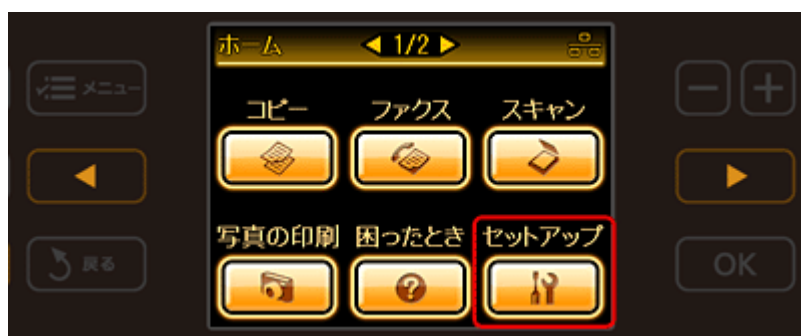 ホーム
1/2
メニュー
コピー
ファクス
スキャン
写真の印刷
困ったとき
セットアップ
戻る
OK